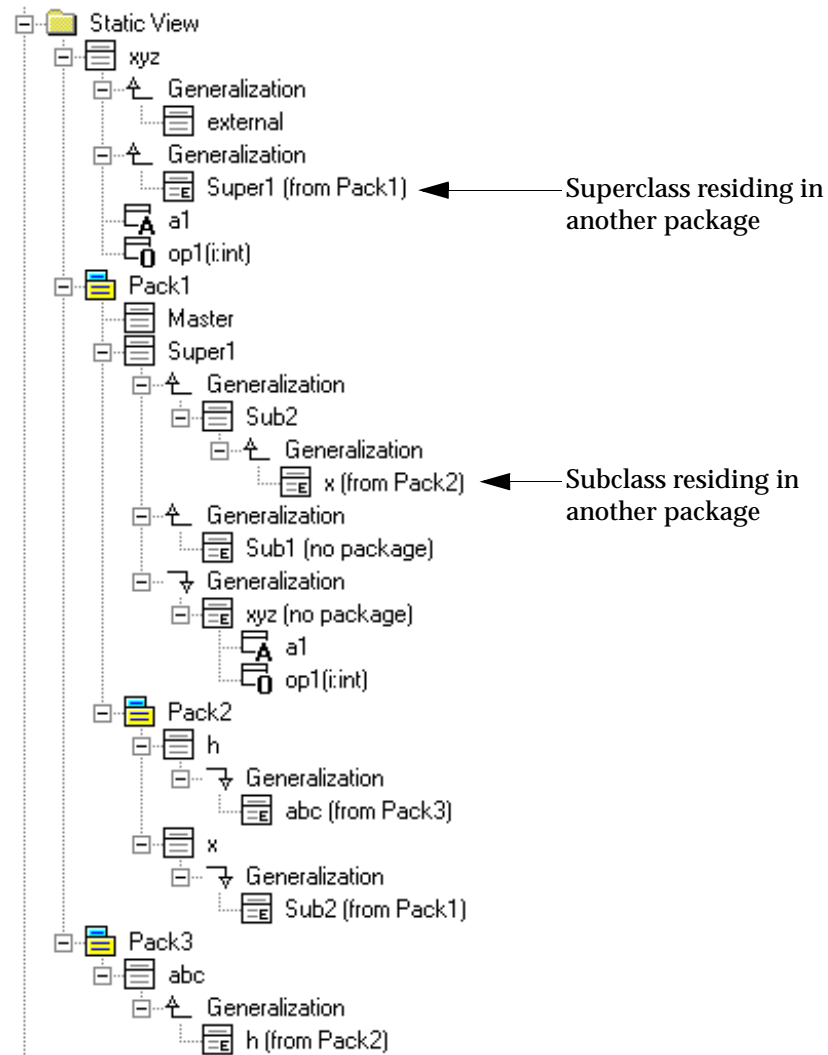 Static View
xyz
Generalization
external
Generalization
E Super1 (from Pack1)
Superclass residing in
another package
A a1
O op1(i:int)
Pack1
Master
Super1
Generalization
Sub2
Generalization
E x (from Pack2)
Subclass residing in
another package
Generalization
E Sub1 (no package)
Generalization
E xyz (no package)
A a1
O op1(i:int)
Pack2
h
Generalization
E abc (from Pack3)
x
Generalization
E Sub2 (from Pack1)
Pack3
abc
Generalization
E h (from Pack2)